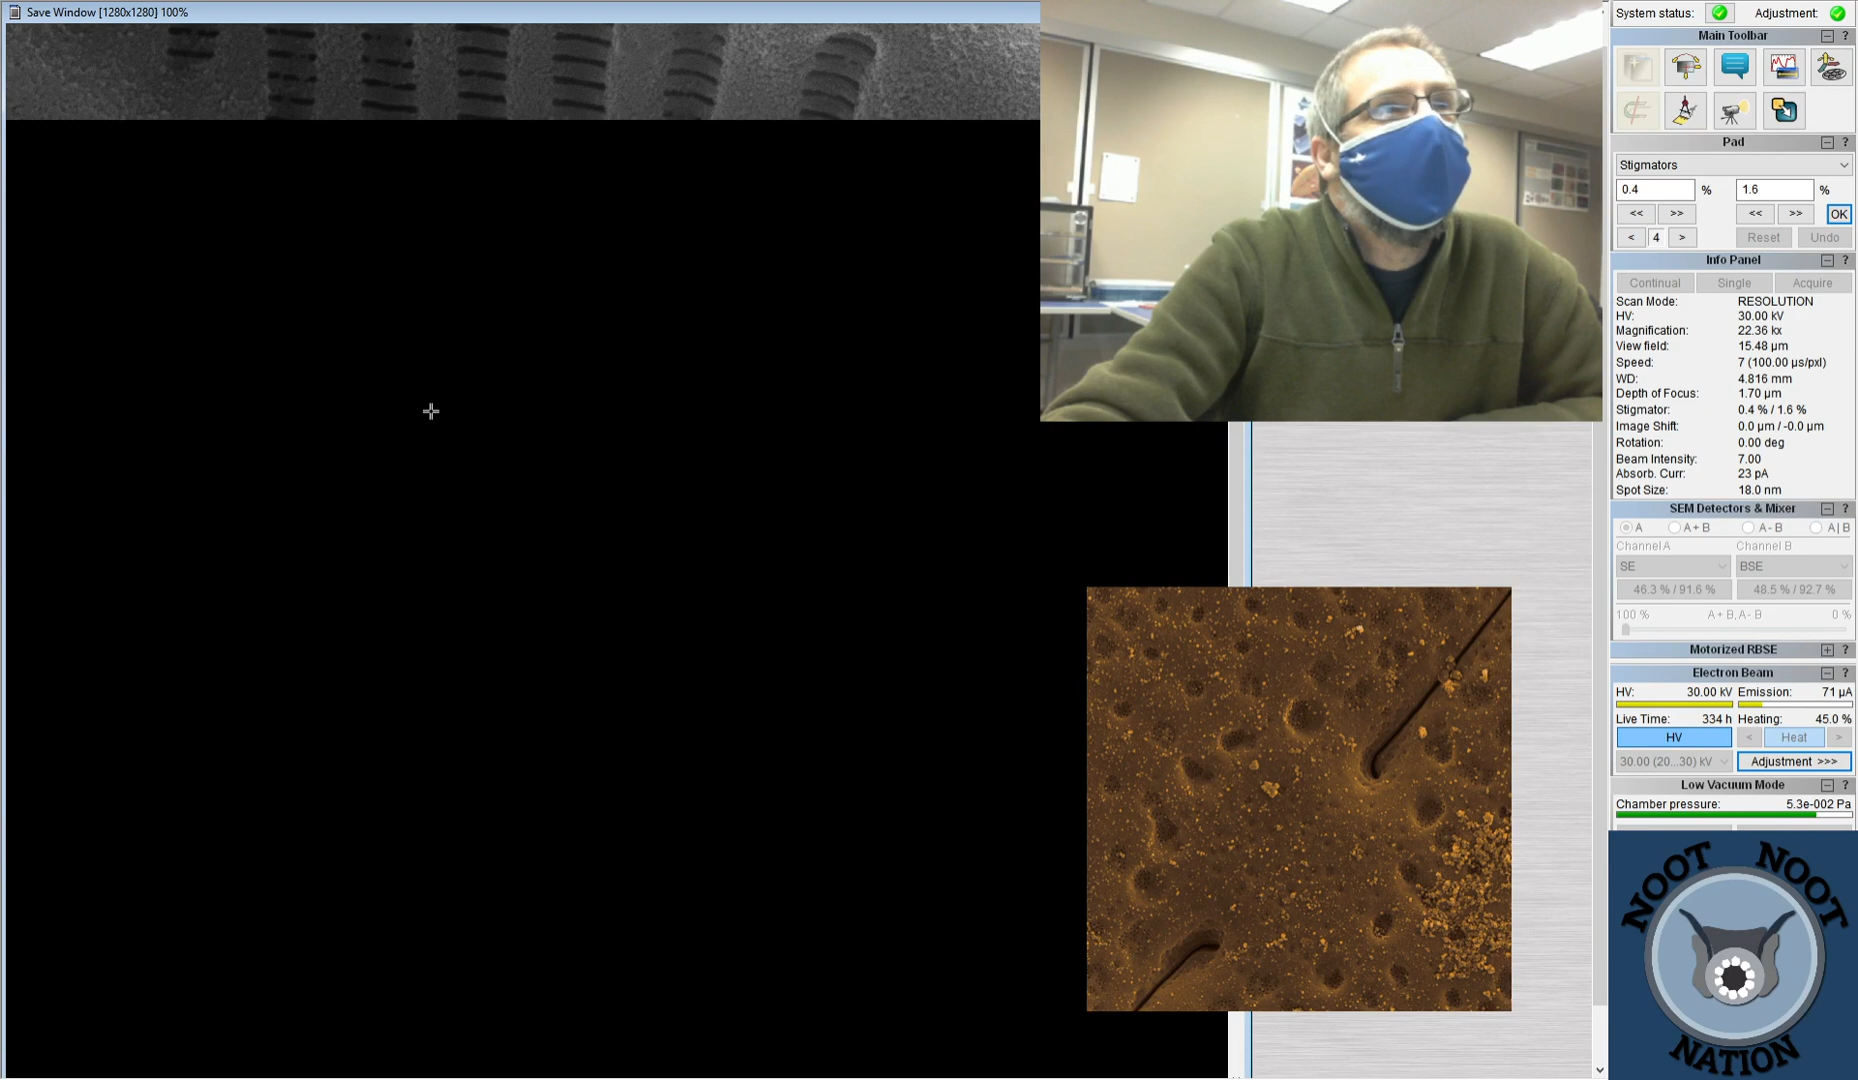 Save Window [1280x1280] 100%
System status: Adjustment:
Main Toolbar ?
Pad ?
Stigmators
0.4 % 1.6 %
<< >> << >> OK
< 4 > Reset Undo
Info Panel ?
Continual Single Acquire
Scan Mode: RESOLUTION
HV: 30.00 kV
Magnification: 22.36 kx
View field: 15.48 µm
Speed: 7 (100.00 µs/pxl)
WD: 4.816 mm
Depth of Focus: 1.70 µm
Stigmator: 0.4 % / 1.6 %
Image Shift: 0.0 µm / -0.0 µm
Rotation: 0.00 deg
Beam Intensity: 7.00
Absorb. Curr: 23 pA
Spot Size: 18.0 nm
SEM Detectors & Mixer ?
A A + B A - B A | B
Channel A Channel B
SE BSE
46.3 % / 91.6 % 48.5 % / 92.7 %
100 % A + B, A - B 0 %
Motorized RBSE ?
Electron Beam ?
HV: 30.00 kV Emission: 71 µA
Live Time: 334 h Heating: 45.0 %
HV < Heat >
30.00 (20...30) kV Adjustment >>>
Low Vacuum Mode ?
Chamber pressure: 5.3e-002 Pa
NOOT NOOT
NATION